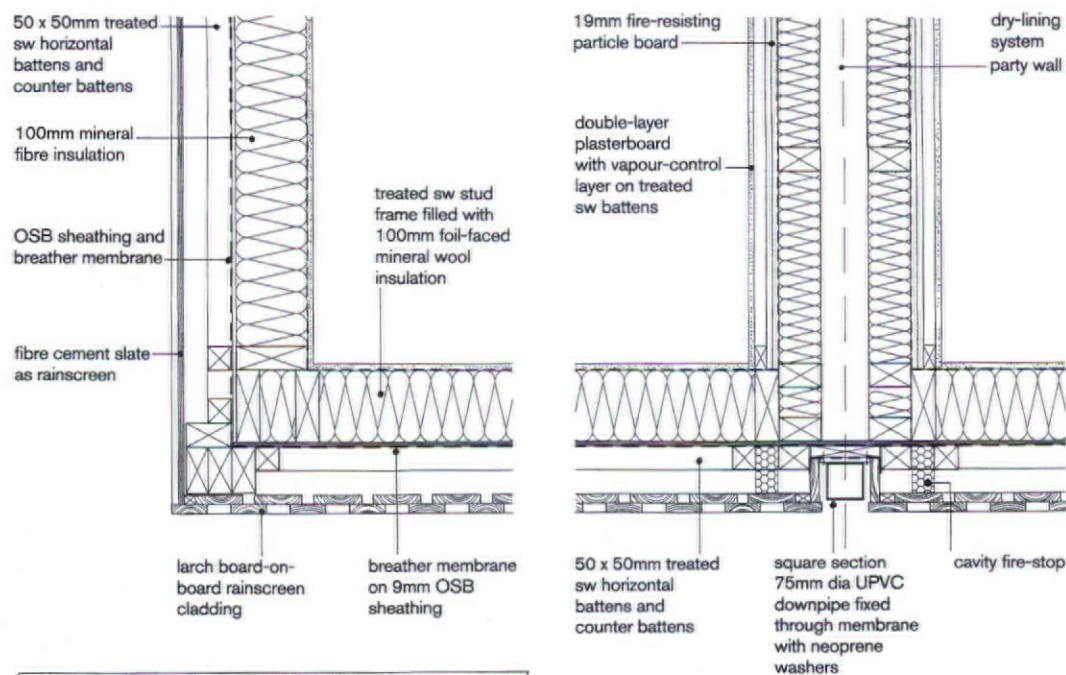 50 x 50mm treated
sw horizontal
battens and
counter battens
100mm mineral
fibre insulation
OSB sheathing and
breather membrane
fibre cement slate
as rainscreen
treated sw stud
frame filled with
100mm foil-faced
mineral wool
insulation
larch board-on-
board rainscreen
cladding
breather membrane
on 9mm OSB
sheathing
19mm fire-resisting
particle board
double-layer
plasterboard
with vapour-control
layer on treated
sw battens
dry-lining
system
party wall
50 x 50mm treated
sw horizontal
battens and
counter battens
square section
75mm dia UPVC
downpipe fixed
through membrane
with neoprene
washers
cavity fire-stop